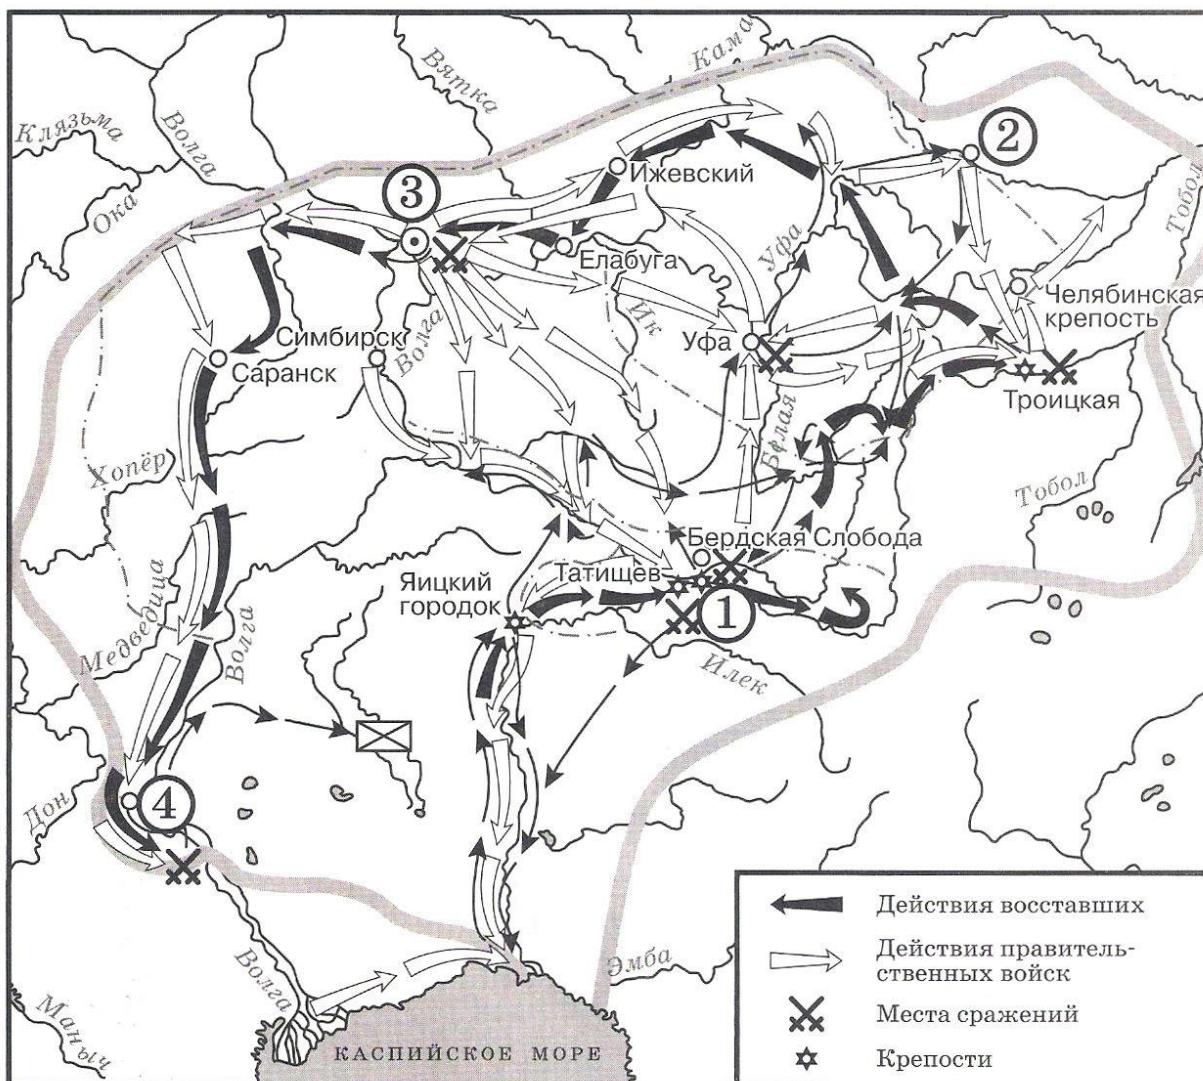 Кама
Вятка
Клязьма
Волга
2
Ока
Ижевский
Тобол
3
Елабуга
Уфа
Челябинская
крепость
Ик
Волга
Симбирск
Уфа
Саранск
Троицкая
Белая
Хопёр
Тобол
Бердская Слобода
Татищев
Яицкий
городок
1
Медведица
Волга
Илек
Дон
4
Действия восставших
Действия правитель-
ственных войск
Эмба
Волга
Места сражений
Маныч
КАСПИЙСКОЕ МОРЕ
Крепости